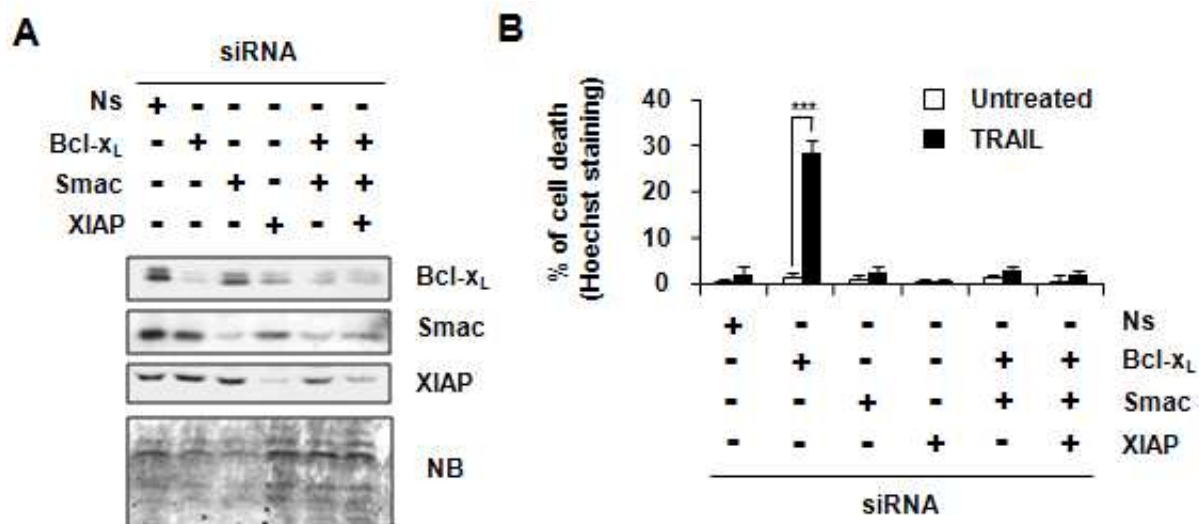 A
siRNA
Ns + - - - - -
Bcl-xL - + - - + +
Smac - - + - + +
XIAP - - - + - +
Bcl-xL
Smac
XIAP
NB
B
% of cell death
(Hoechst staining)
40
30
20
10
0
***
Untreated
TRAIL
+ - - - - - Ns
- + - - + + Bcl-xL
- - + - + + Smac
- - - + - + XIAP
siRNA